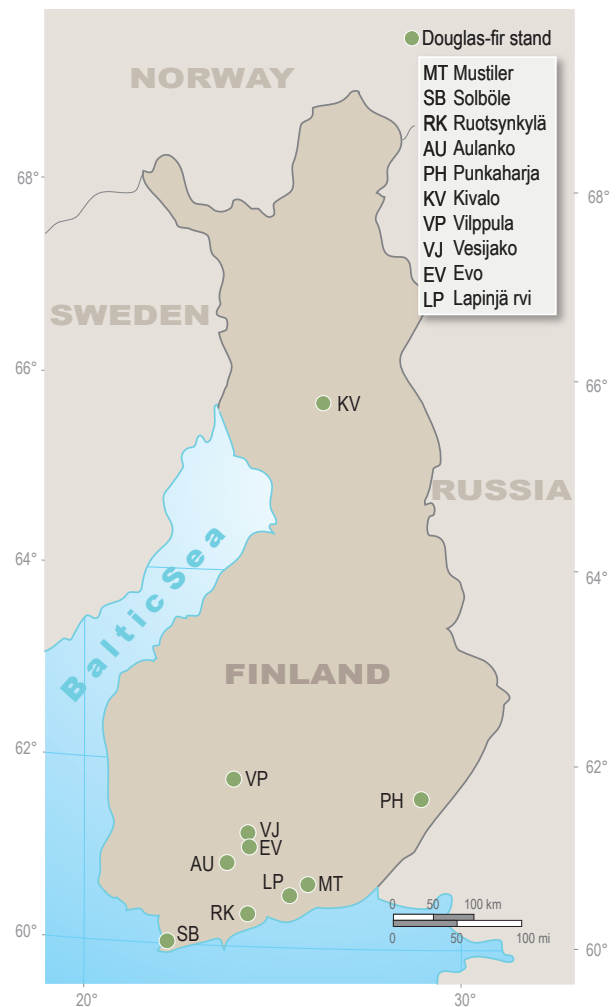 Douglas-fir stand
NORWAY
MT Mustiler
SB Solböle
RK Ruotsynkylä
AU Aulanko
PH Punkaharja
KV Kivalo
VP Vilppula
VJ Vesijako
EV Evo
LP Lapinjä rvi
68°
68°
SWEDEN
66°
66°
KV
RUSSIA
64°
64°
Baltic Sea
FINLAND
62°
62°
VP
PH
VJ
EV
AU
LP
MT
RK
0 50 100 km
0 50 100 mi
SB
60°
60°
20°
30°